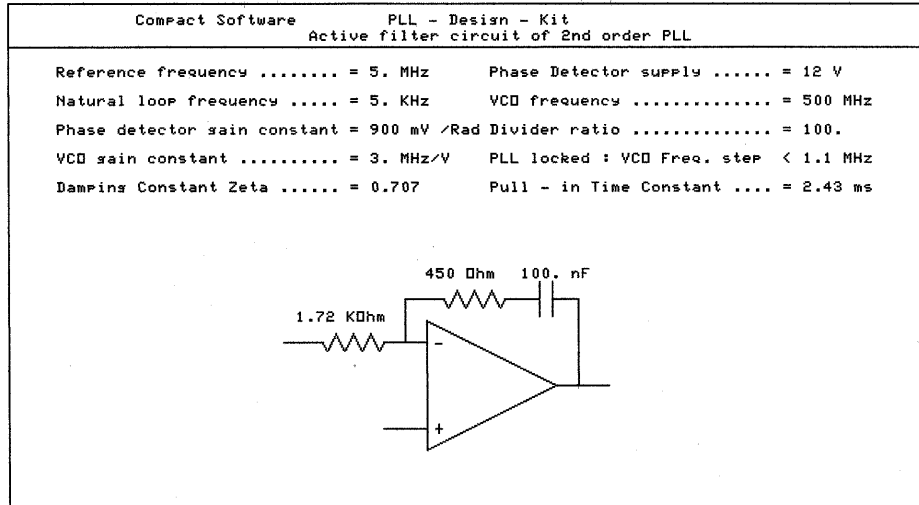 Compact Software PLL - Design - Kit
Active filter circuit of 2nd order PLL
Reference frequency ........ = 5. MHz Phase Detector supply ...... = 12 V
Natural loop frequency ..... = 5. KHz VCO frequency .............. = 500 MHz
Phase detector gain constant = 900 mV /Rad Divider ratio .............. = 100.
VCO gain constant .......... = 3. MHz/V PLL locked : VCO Freq. step < 1.1 MHz
Damping Constant Zeta ...... = 0.707 Pull - in Time Constant .... = 2.43 ms
450 Ohm 100. nF
1.72 KOhm
-
+